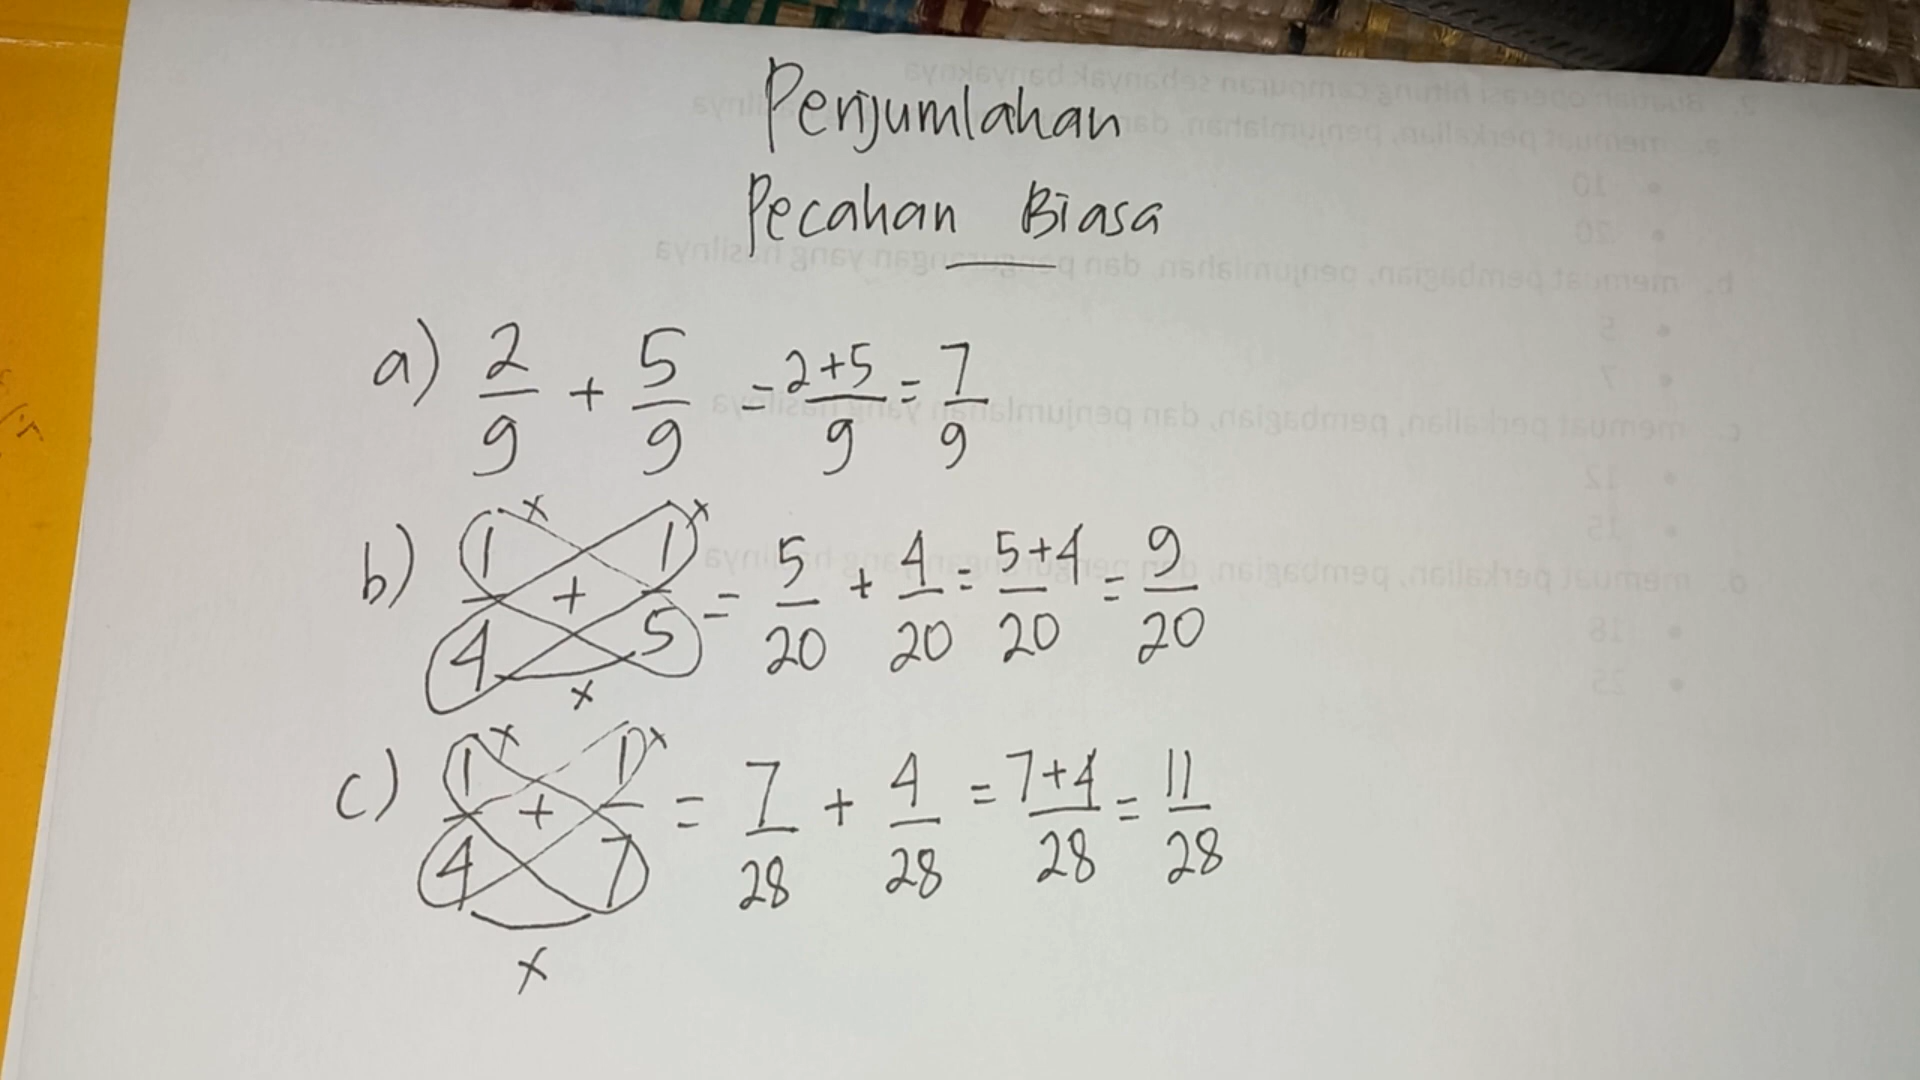 Penjumlahan
Pecahan Biasa
a) 2/9 + 5/9 = 2+5/9 = 7/9
b) 1/4 + 1/5 = 5/20 + 4/20 = 5+4/20 = 9/20
x x x
c) 1/4 + 1/7 = 7/28 + 4/28 = 7+4/28 = 11/28
x x x